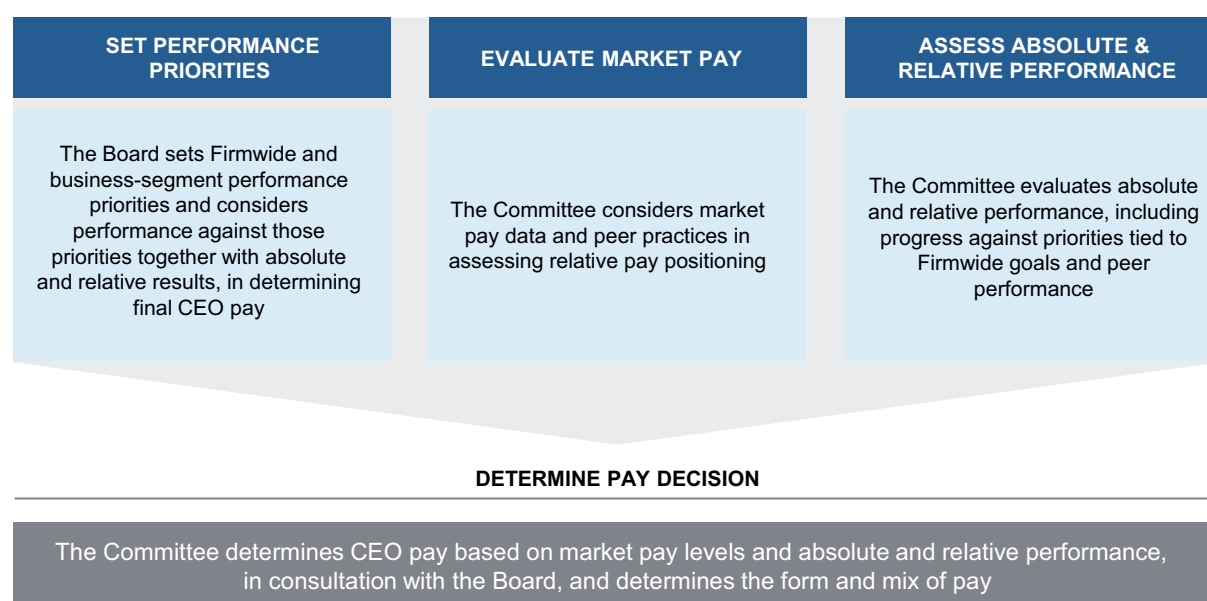 SET PERFORMANCE
PRIORITIES
The Board sets Firmwide and
business-segment performance
priorities and considers
performance against those
priorities together with absolute
and relative results, in determining
final CEO pay
EVALUATE MARKET PAY
The Committee considers market
pay data and peer practices in
assessing relative pay positioning
ASSESS ABSOLUTE &
RELATIVE PERFORMANCE
The Committee evaluates absolute
and relative performance, including
progress against priorities tied to
Firmwide goals and peer
performance
DETERMINE PAY DECISION
The Committee determines CEO pay based on market pay levels and absolute and relative performance,
in consultation with the Board, and determines the form and mix of pay